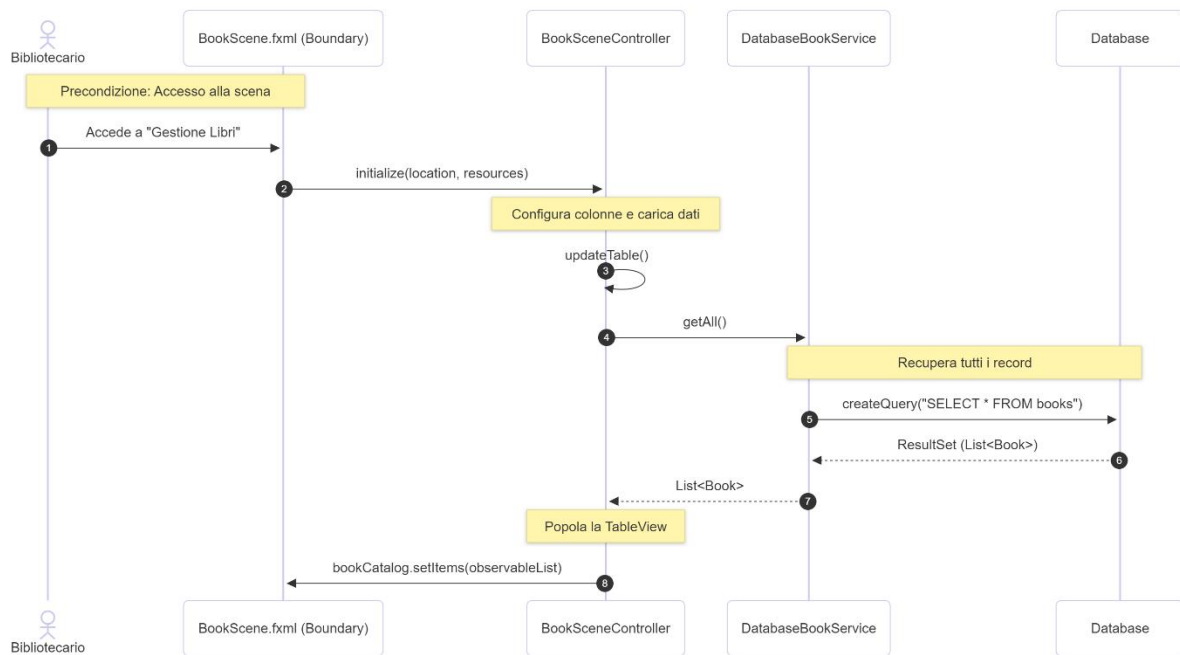 BookScene.fxml (Boundary)
BookSceneController
DatabaseBookService
Database
Bibliotecario
Precondizione: Accesso alla scena
Accede a "Gestione Libri"
1
initialize(location, resources)
2
Configura colonne e carica dati
updateTable()
3
getAll()
4
Recupera tutti i record
createQuery("SELECT * FROM books")
5
ResultSet (List<Book>)
6
List<Book>
7
Popola la TableView
bookCatalog.setItems(observableList)
8
BookScene.fxml (Boundary)
BookSceneController
DatabaseBookService
Database
Bibliotecario